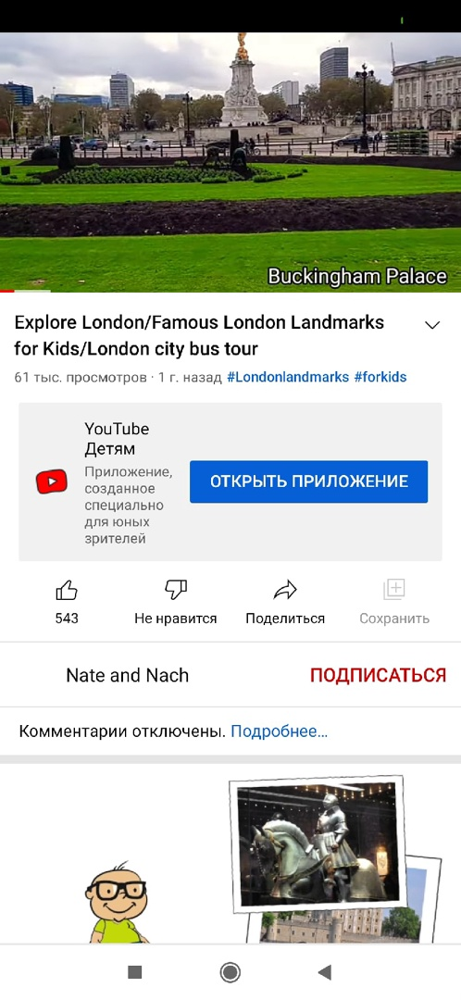 Buckingham Palace
Explore London/Famous London Landmarks
for Kids/London city bus tour
61 тыс. просмотров · 1 г. назад #Londonlandmarks #forkids
YouTube
Детям
Приложение,
созданное
специально
для юных
зрителей
ОТКРЫТЬ ПРИЛОЖЕНИЕ
543
Не нравится
Поделиться
Сохранить
Nate and Nach
ПОДПИСАТЬСЯ
Комментарии отключены. Подробнее…